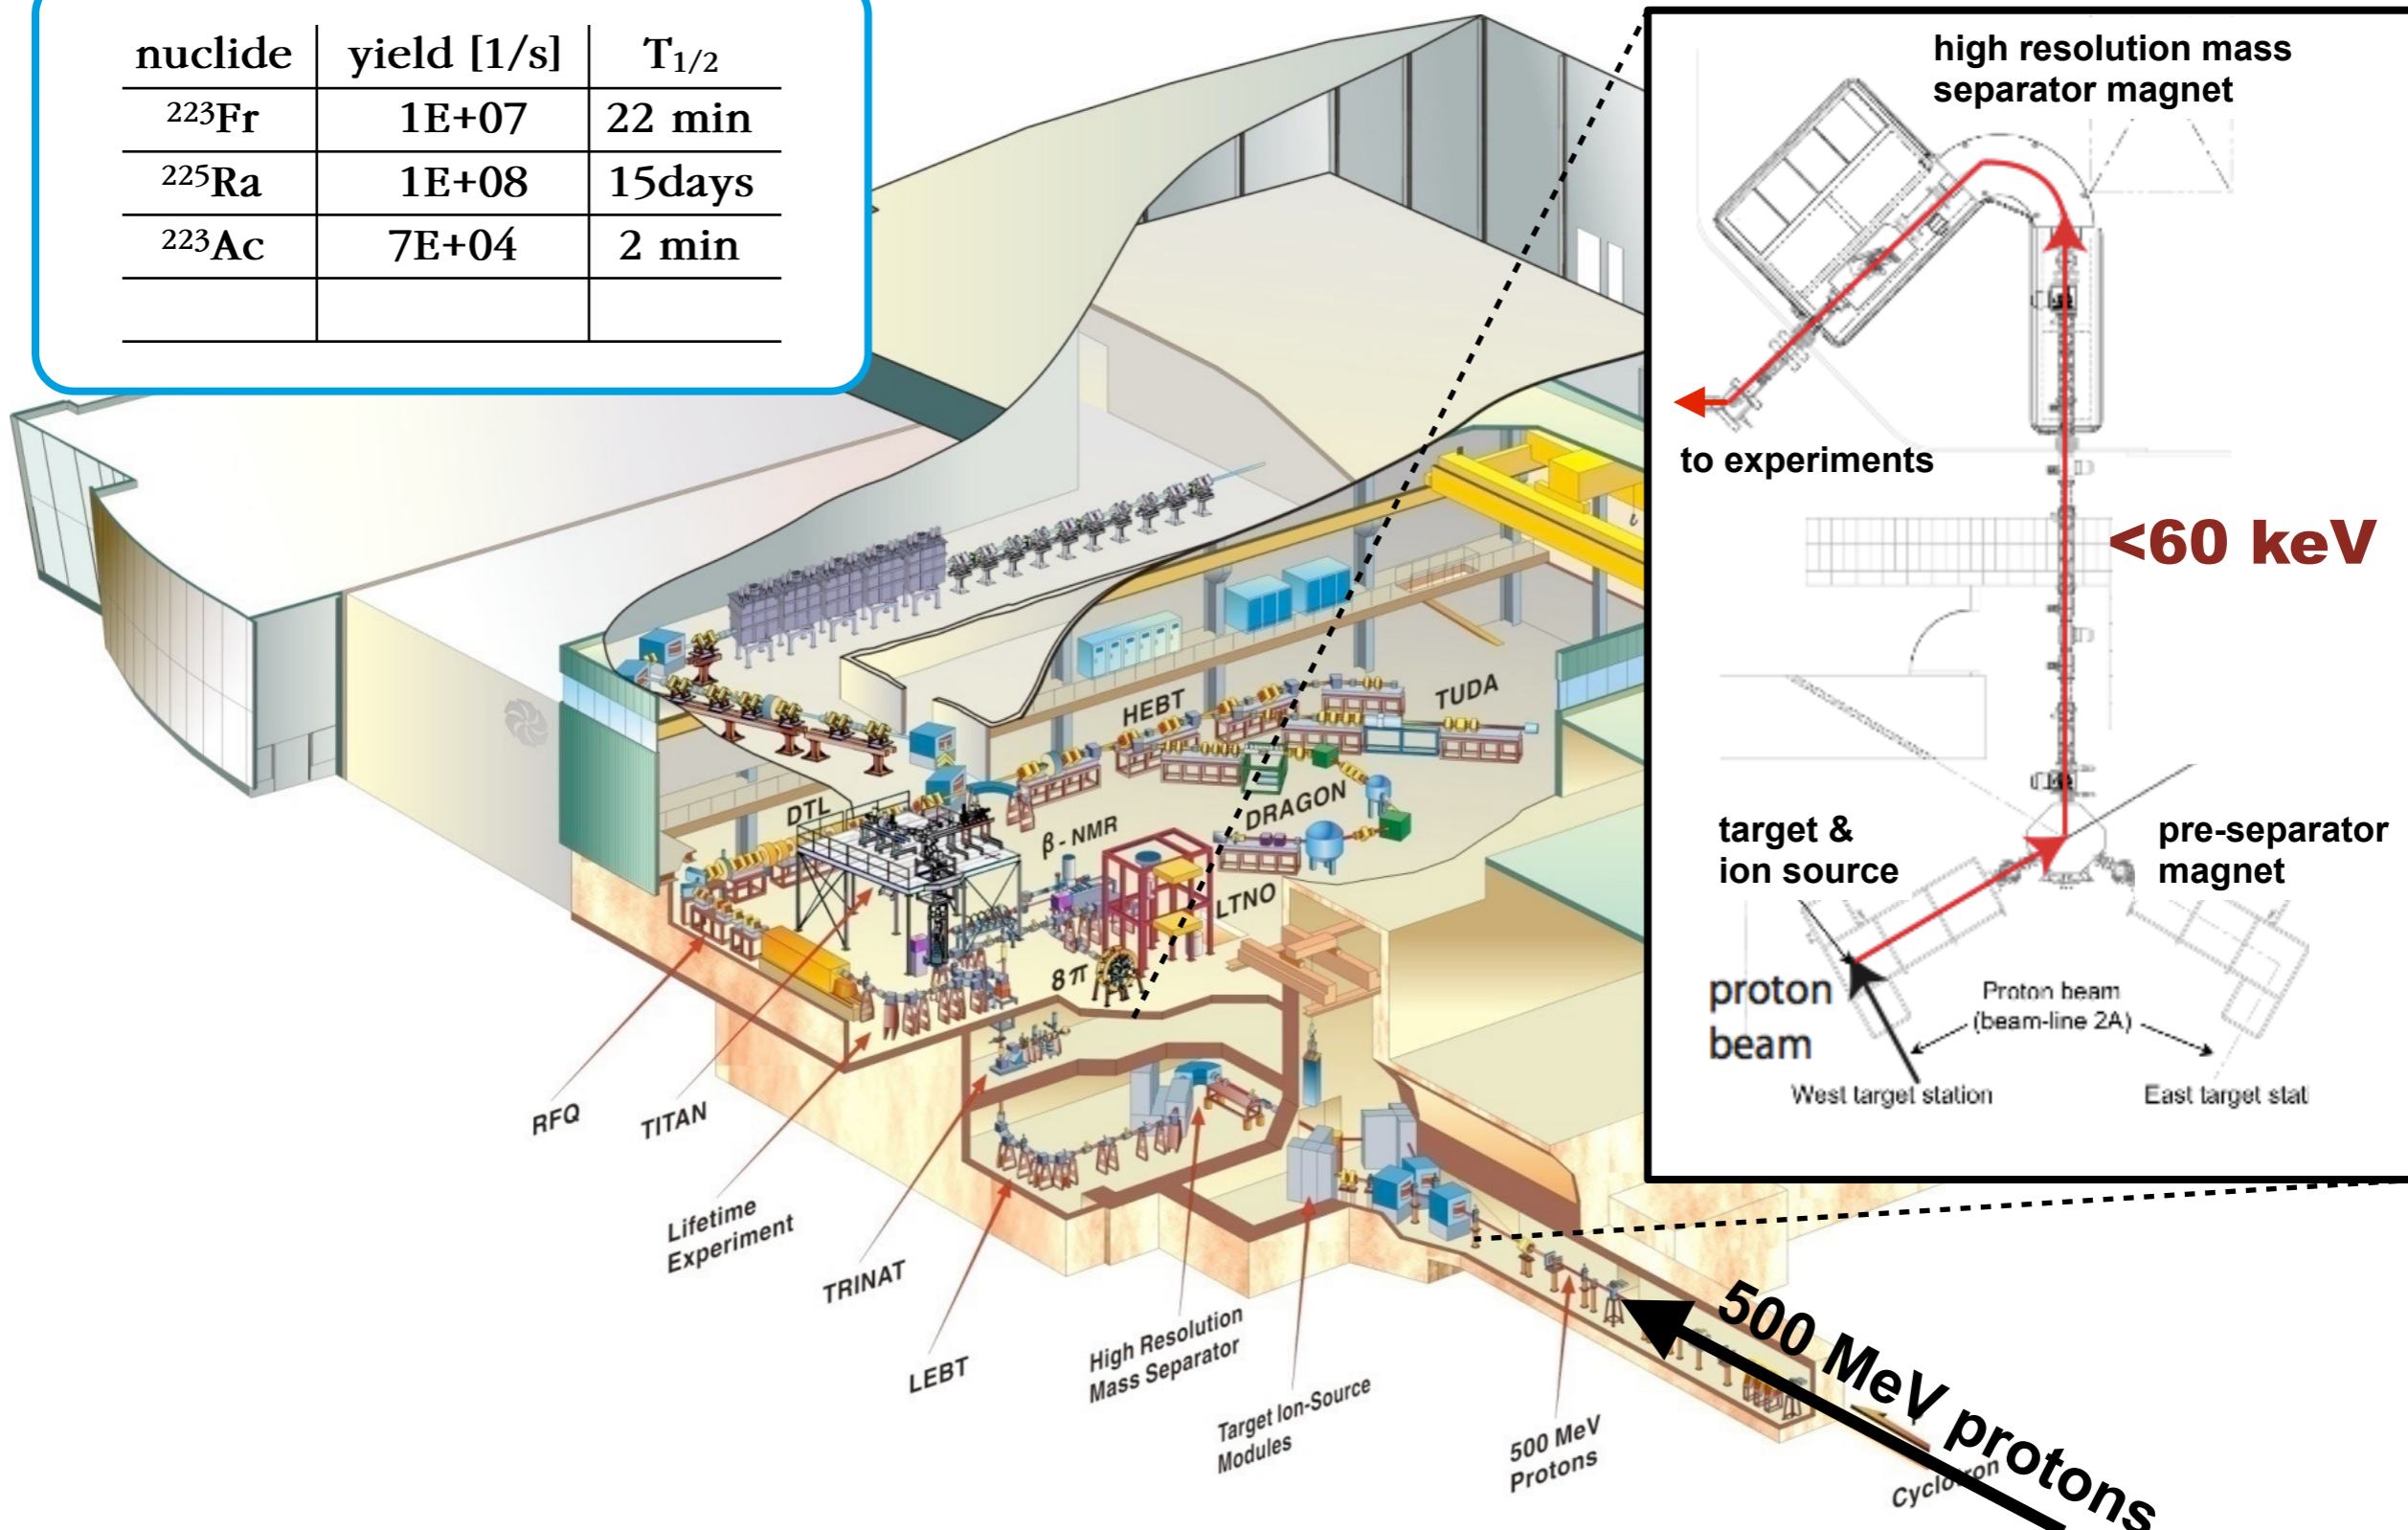 nuclide yield [1/s] T1/2
223Fr 1E+07 22 min
225Ra 1E+08 15days
223Ac 7E+04 2 min
high resolution mass
separator magnet
to experiments
<60 keV
target &
ion source
pre-separator
magnet
proton
beam
Proton beam
(beam-line 2A)
West target station
East target stati
HEBT
TUDA
DTL
β-NMR
DRAGON
LTNO
8π
RFQ
TITAN
Lifetime
Experiment
TRINAT
LEBT
High Resolution
Mass Separator
Target Ion-Source
Modules
500 MeV
Protons
Cyclotron
500 MeV protons